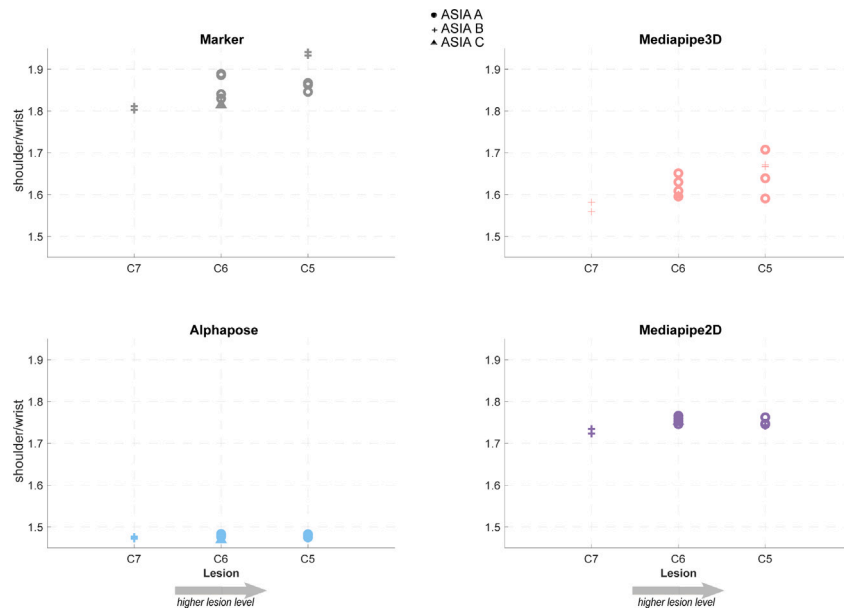 ASIA A
ASIA B
ASIA C
Marker
1.9
1.8
1.7
1.6
1.5
shoulder/wrist
C7 C6 C5
Mediapipe3D
1.9
1.8
1.7
1.6
1.5
C7 C6 C5
Alphapose
1.9
1.8
1.7
1.6
1.5
shoulder/wrist
C7 C6 C5
Lesion
higher lesion level
Mediapipe2D
1.9
1.8
1.7
1.6
1.5
C7 C6 C5
Lesion
higher lesion level